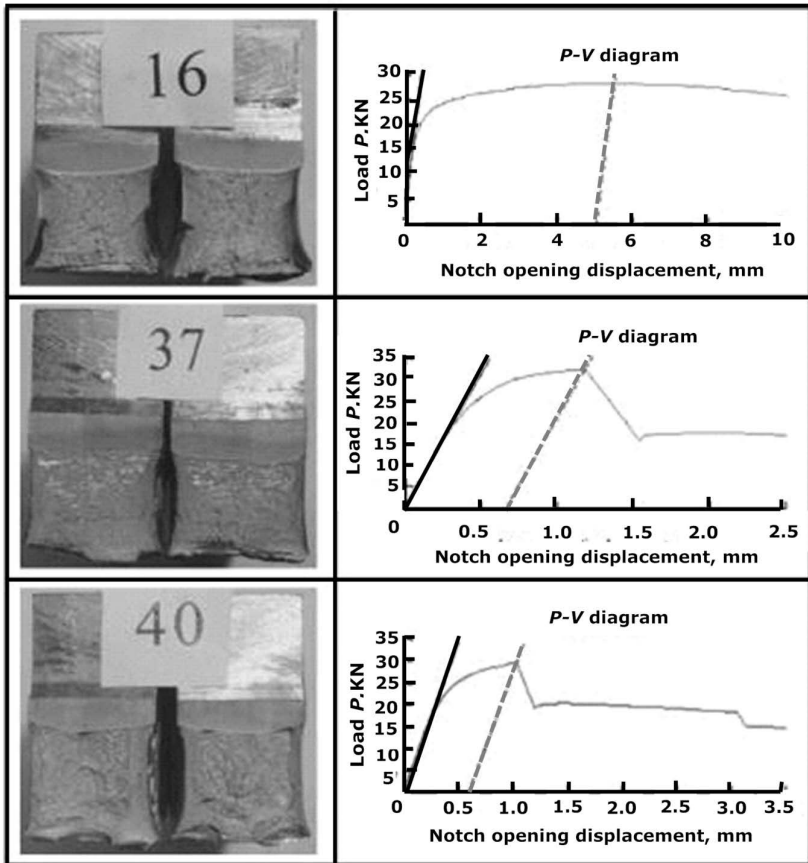 16
P-V diagram
Load P.KN
30
25
20
15
10
5
0 2 4 6 8 10
Notch opening displacement, mm
37
P-V diagram
Load P.KN
35
30
25
20
15
10
5
0 0.5 1.0 1.5 2.0 2.5
Notch opening displacement, mm
40
P-V diagram
Load P.KN
35
30
25
20
15
10
5
0 0.5 1.0 1.5 2.0 2.5 3.0 3.5
Notch opening displacement, mm